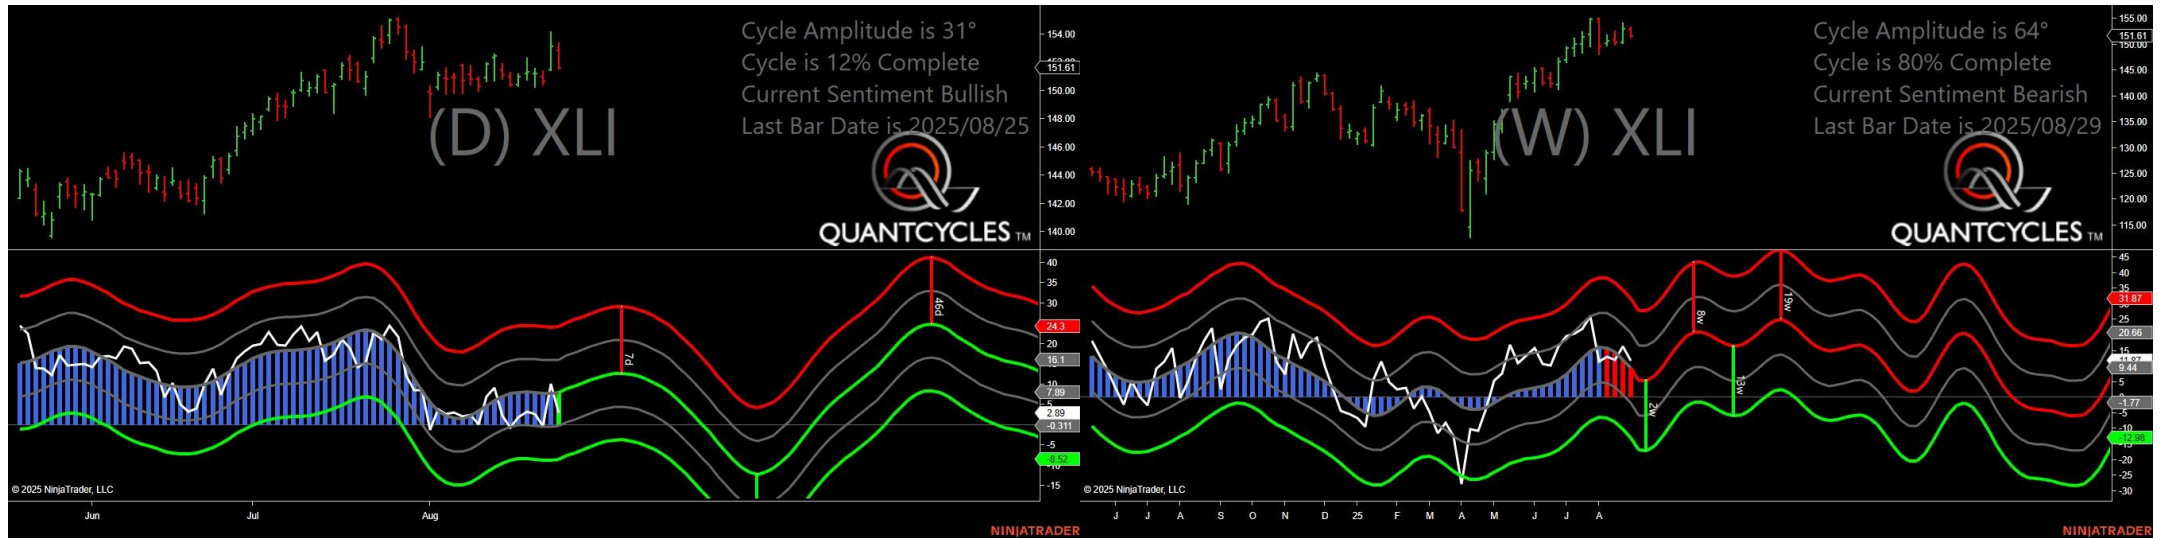 Cycle Amplitude is 31°
Cycle is 12% Complete
Current Sentiment Bullish
Last Bar Date is 2025/08/25
(D) XLI
QUANTCYCLES TM
154.00
151.61
150.00
148.00
146.00
144.00
142.00
140.00
40
35
30
24.3
20
16.1
10
7.89
5
2.89
-0.311
-5
-8.52
-15
7d
46d
© 2025 NinjaTrader, LLC
Jun Jul Aug
NINJATRADER
Cycle Amplitude is 64°
Cycle is 80% Complete
Current Sentiment Bearish
Last Bar Date is 2025/08/29
(W) XLI
QUANTCYCLES TM
155.00
151.61
150.00
145.00
140.00
135.00
130.00
125.00
120.00
115.00
45
40
35
31.87
25
20.66
15
11.87
9.44
5
-1.77
-5
-10
-12.98
-20
-25
-30
2w
8w
13w
19w
© 2025 NinjaTrader, LLC
J J A S O N D 25 F M A M J J A
NINJATRADER